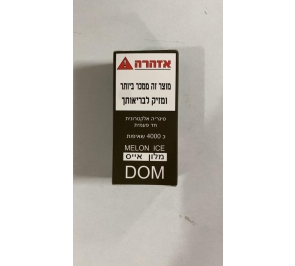 אזהרה
מוצר זה ממכר ביותר
ומזיק לבריאותך
סיגריה אלקטרונית
חד פעמית
כ 4000 שאיפות
MELON ICE
מלון אייס
DOM